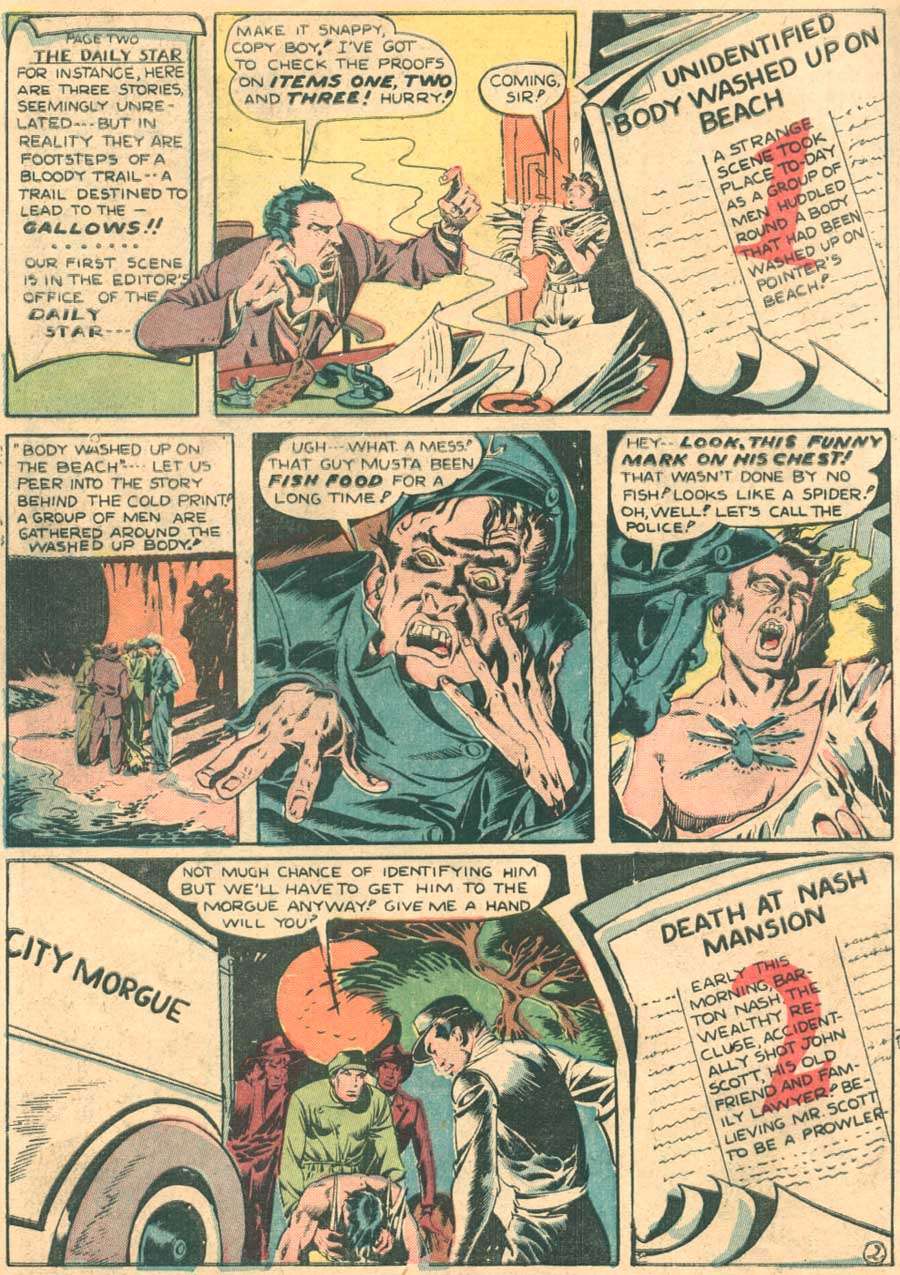 PAGE TWO
THE DAILY STAR
FOR INSTANCE, HERE
ARE THREE STORIES,
SEEMINGLY UNRE-
LATED--- BUT IN
REALITY THEY ARE
FOOTSTEPS OF A
BLOODY TRAIL -- A
TRAIL DESTINED TO
LEAD TO THE —
GALLOWS!!
. . . . . . .
OUR FIRST SCENE
IS IN THE EDITOR'S
OFFICE OF THE
DAILY
STAR---
MAKE IT SNAPPY,
COPY BOY! I'VE GOT
TO CHECK THE PROOFS
ON ITEMS ONE, TWO
AND THREE! HURRY!
COMING,
SIR!
UNIDENTIFIED
BODY WASHED UP ON
BEACH
1
A STRANGE
SCENE TOOK
PLACE TO-DAY
AS A GROUP OF
MEN HUDDLED
ROUND A BODY
THAT HAD BEEN
WASHED UP ON
POINTER'S
BEACH!
"BODY WASHED UP ON
THE BEACH"--- LET US
PEER INTO THE STORY
BEHIND THE COLD PRINT!
A GROUP OF MEN ARE
GATHERED AROUND THE
WASHED UP BODY!
UGH--- WHAT A MESS!
THAT GUY MUSTA BEEN
FISH FOOD FOR A
LONG TIME!
HEY-- LOOK, THIS FUNNY
MARK ON HIS CHEST!
THAT WASN'T DONE BY NO
FISH! LOOKS LIKE A SPIDER!
OH, WELL! LET'S CALL THE
POLICE!
CITY MORGUE
NOT MUCH CHANCE OF IDENTIFYING HIM
BUT WE'LL HAVE TO GET HIM TO THE
MORGUE ANYWAY! GIVE ME A HAND
WILL YOU?
DEATH AT NASH
MANSION
2
EARLY THIS
MORNING, BAR-
TON NASH, THE
WEALTHY RE-
CLUSE, ACCIDENT-
ALLY SHOT JOHN
SCOTT, HIS OLD
FRIEND AND FAM-
ILY LAWYER! BE-
LIEVING MR. SCOTT
TO BE A PROWLER-
2